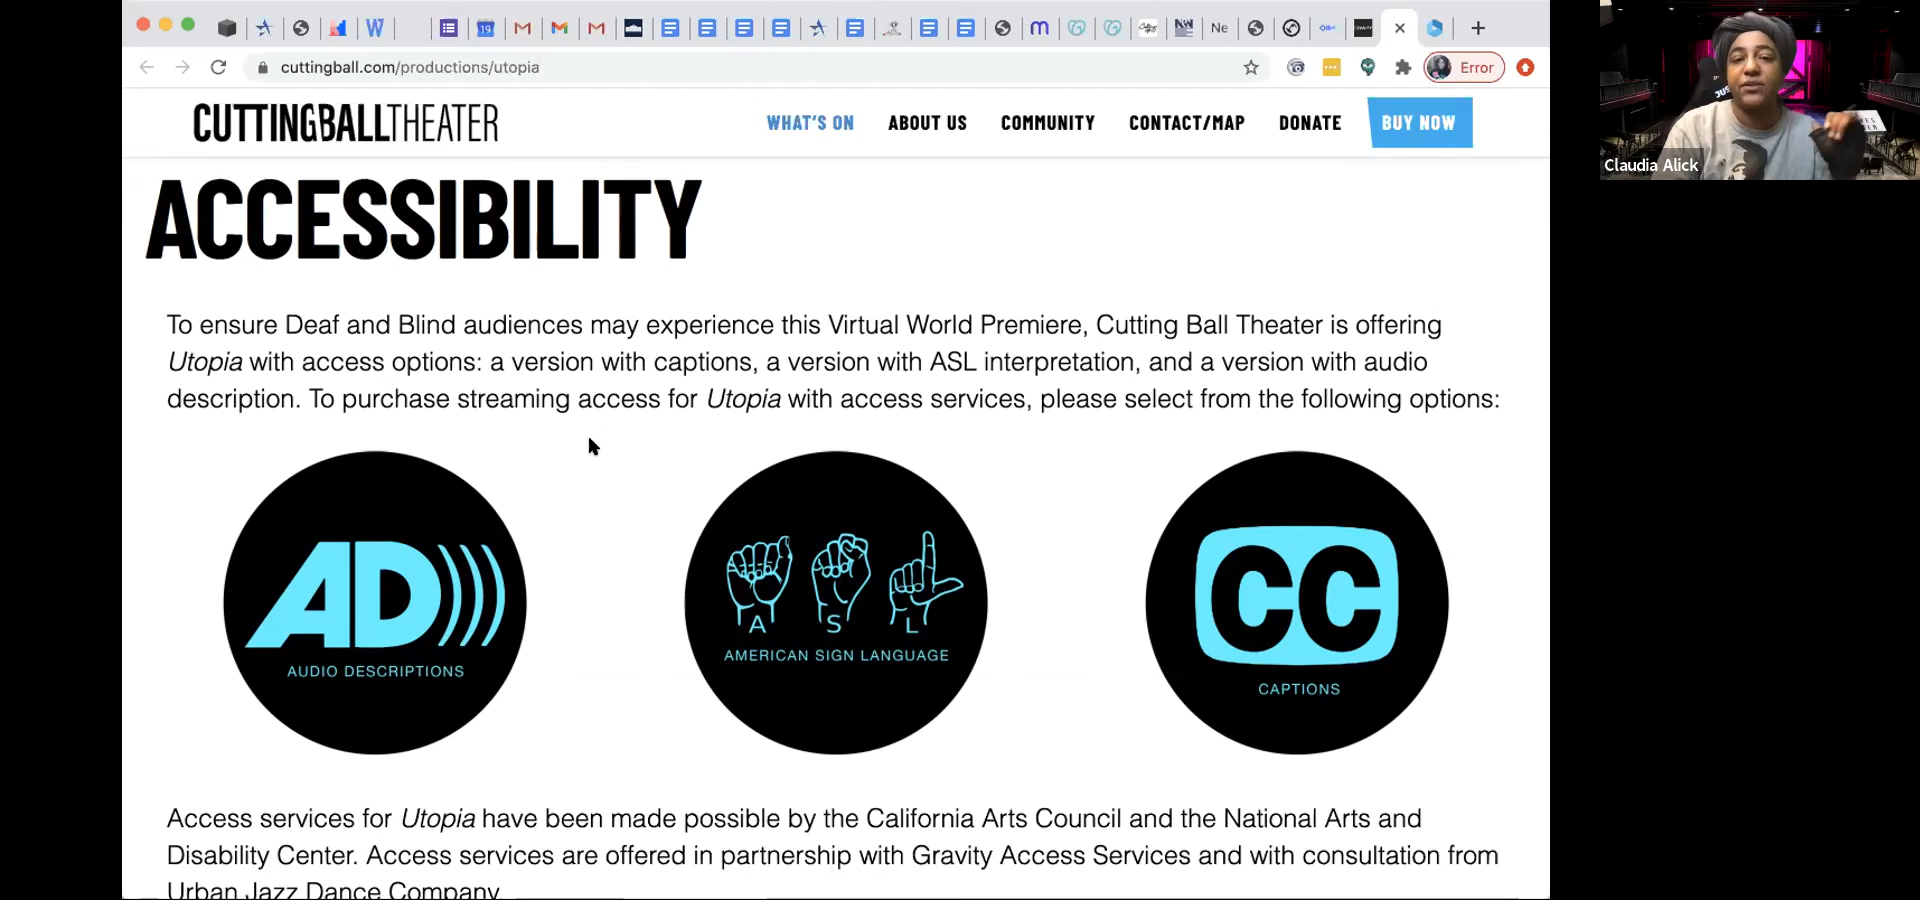 19
Ne
cuttingball.com/productions/utopia
Error
CUTTINGBALLTHEATER
WHAT'S ON
ABOUT US
COMMUNITY
CONTACT/MAP
DONATE
BUY NOW
Claudia Alick
ACCESSIBILITY
To ensure Deaf and Blind audiences may experience this Virtual World Premiere, Cutting Ball Theater is offering
Utopia with access options: a version with captions, a version with ASL interpretation, and a version with audio
description. To purchase streaming access for Utopia with access services, please select from the following options:
AD
AUDIO DESCRIPTIONS
A S L
AMERICAN SIGN LANGUAGE
CC
CAPTIONS
Access services for Utopia have been made possible by the California Arts Council and the National Arts and
Disability Center. Access services are offered in partnership with Gravity Access Services and with consultation from
Urban Jazz Dance Company.